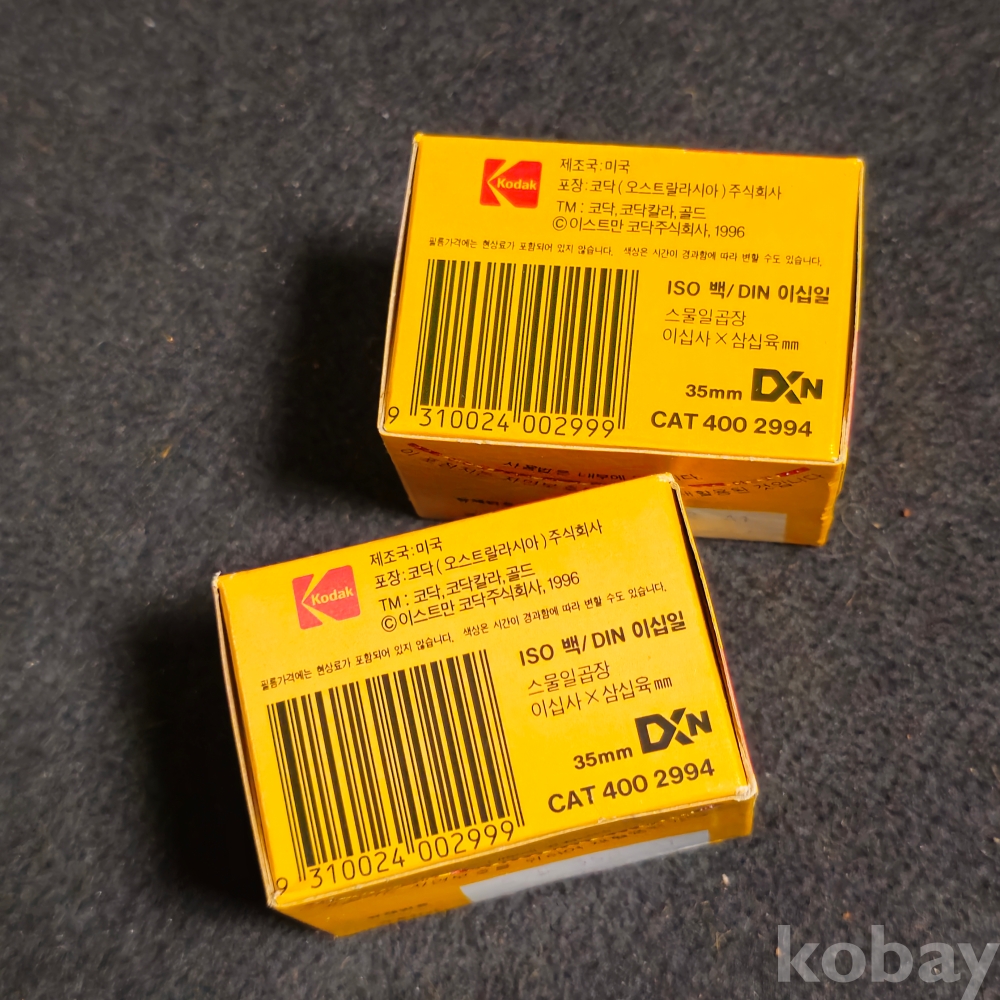 Kodak
제조국:미국
포장:코닥(오스트랄라시아)주식회사
TM : 코닥,코닥칼라,골드
©이스트만 코닥주식회사, 1996
필름가격에는 현상료가 포함되어 있지 않습니다. 색상은 시간이 경과함에 따라 변할 수도 있습니다.
ISO 백/DIN 이십일
스물일곱장
이십사×삼십육㎜
35mm DXN
CAT 400 2994
9 310024 002999
Kodak
제조국:미국
포장:코닥(오스트랄라시아)주식회사
TM : 코닥,코닥칼라,골드
©이스트만 코닥주식회사, 1996
필름가격에는 현상료가 포함되어 있지 않습니다. 색상은 시간이 경과함에 따라 변할 수도 있습니다.
ISO 백/DIN 이십일
스물일곱장
이십사×삼십육㎜
35mm DXN
CAT 400 2994
9 310024 002999
kobay